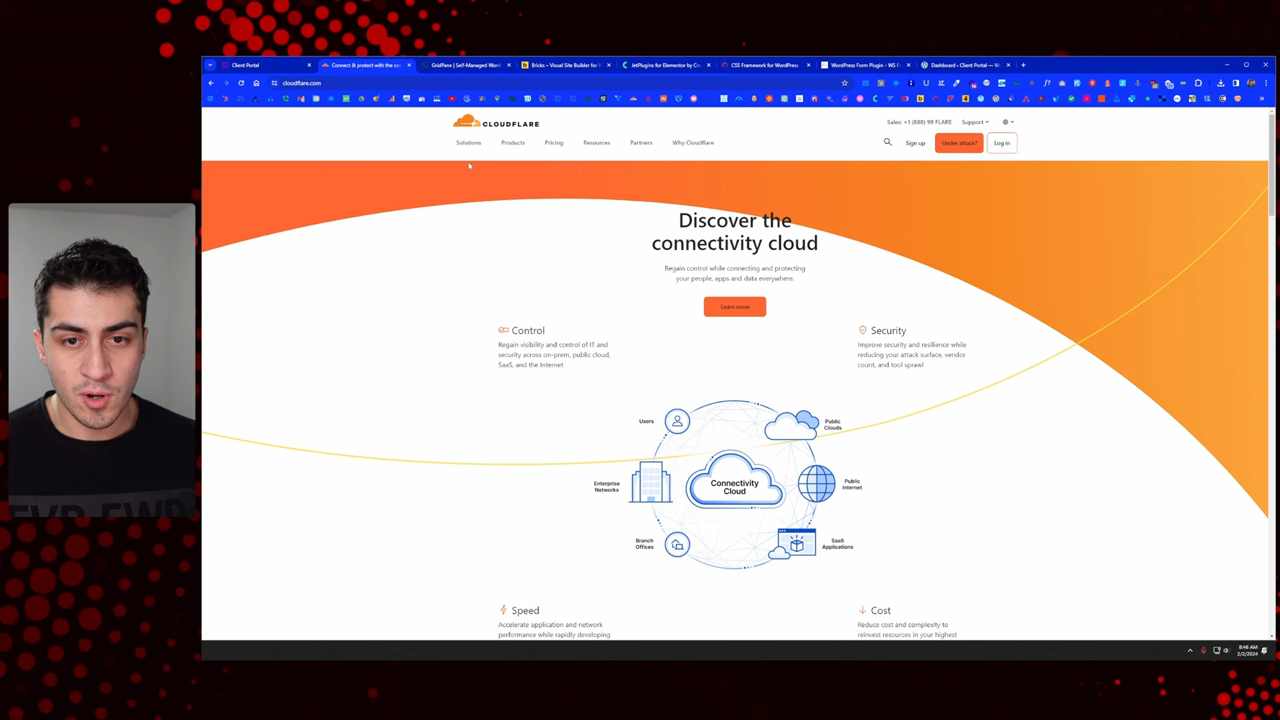 Client Portal
Connect & protect with the co
GridPane | Self-Managed Word
Bricks – Visual Site Builder for W
JetPlugins for Elementor by Cr
CSS Framework for WordPress
WordPress Form Plugin - WS F
Dashboard ‹ Client Portal — W
cloudflare.com
CLOUDFLARE
Sales: +1 (888) 99 FLARE
Support
Solutions
Products
Pricing
Resources
Partners
Why Cloudflare
Sign up
Under attack?
Log in
Discover the
connectivity cloud
Regain control while connecting and protecting
your people, apps and data everywhere.
Learn more
Control
Regain visibility and control of IT and
security across on-prem, public cloud,
SaaS, and the Internet
Security
Improve security and resilience while
reducing your attack surface, vendor
count, and tool sprawl
Users
Public
Clouds
Enterprise
Networks
Connectivity
Cloud
Public
Internet
Branch
Offices
SaaS
Applications
Speed
Accelerate application and network
performance while rapidly developing
Cost
Reduce cost and complexity to
reinvest resources in your highest
8:46 AM
2/2/2024